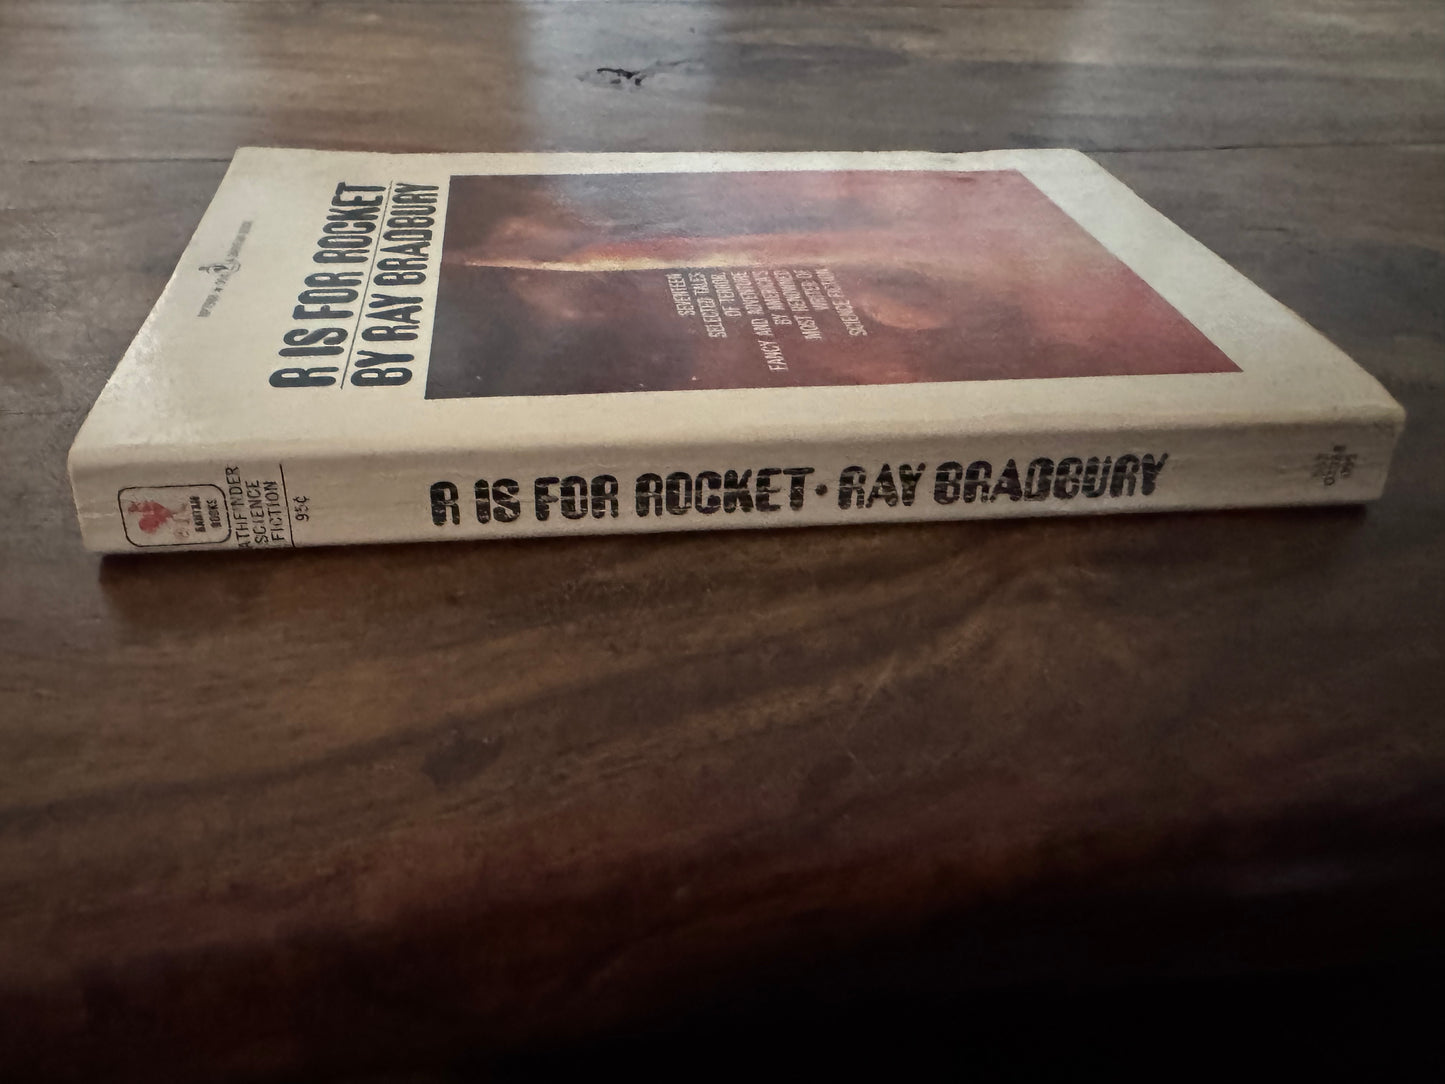 R IS FOR ROCKET
BY RAY BRADBURY
SEVENTEEN
SELECTED TALES
OF TERROR,
FANCY AND ADVENTURE
BY AMERICA'S
MOST RENOWNED
WRITER OF
SCIENCE FICTION
BANTAM
BOOKS
PATHFINDER
SCIENCE
FICTION
95¢
R IS FOR ROCKET • RAY BRADBURY